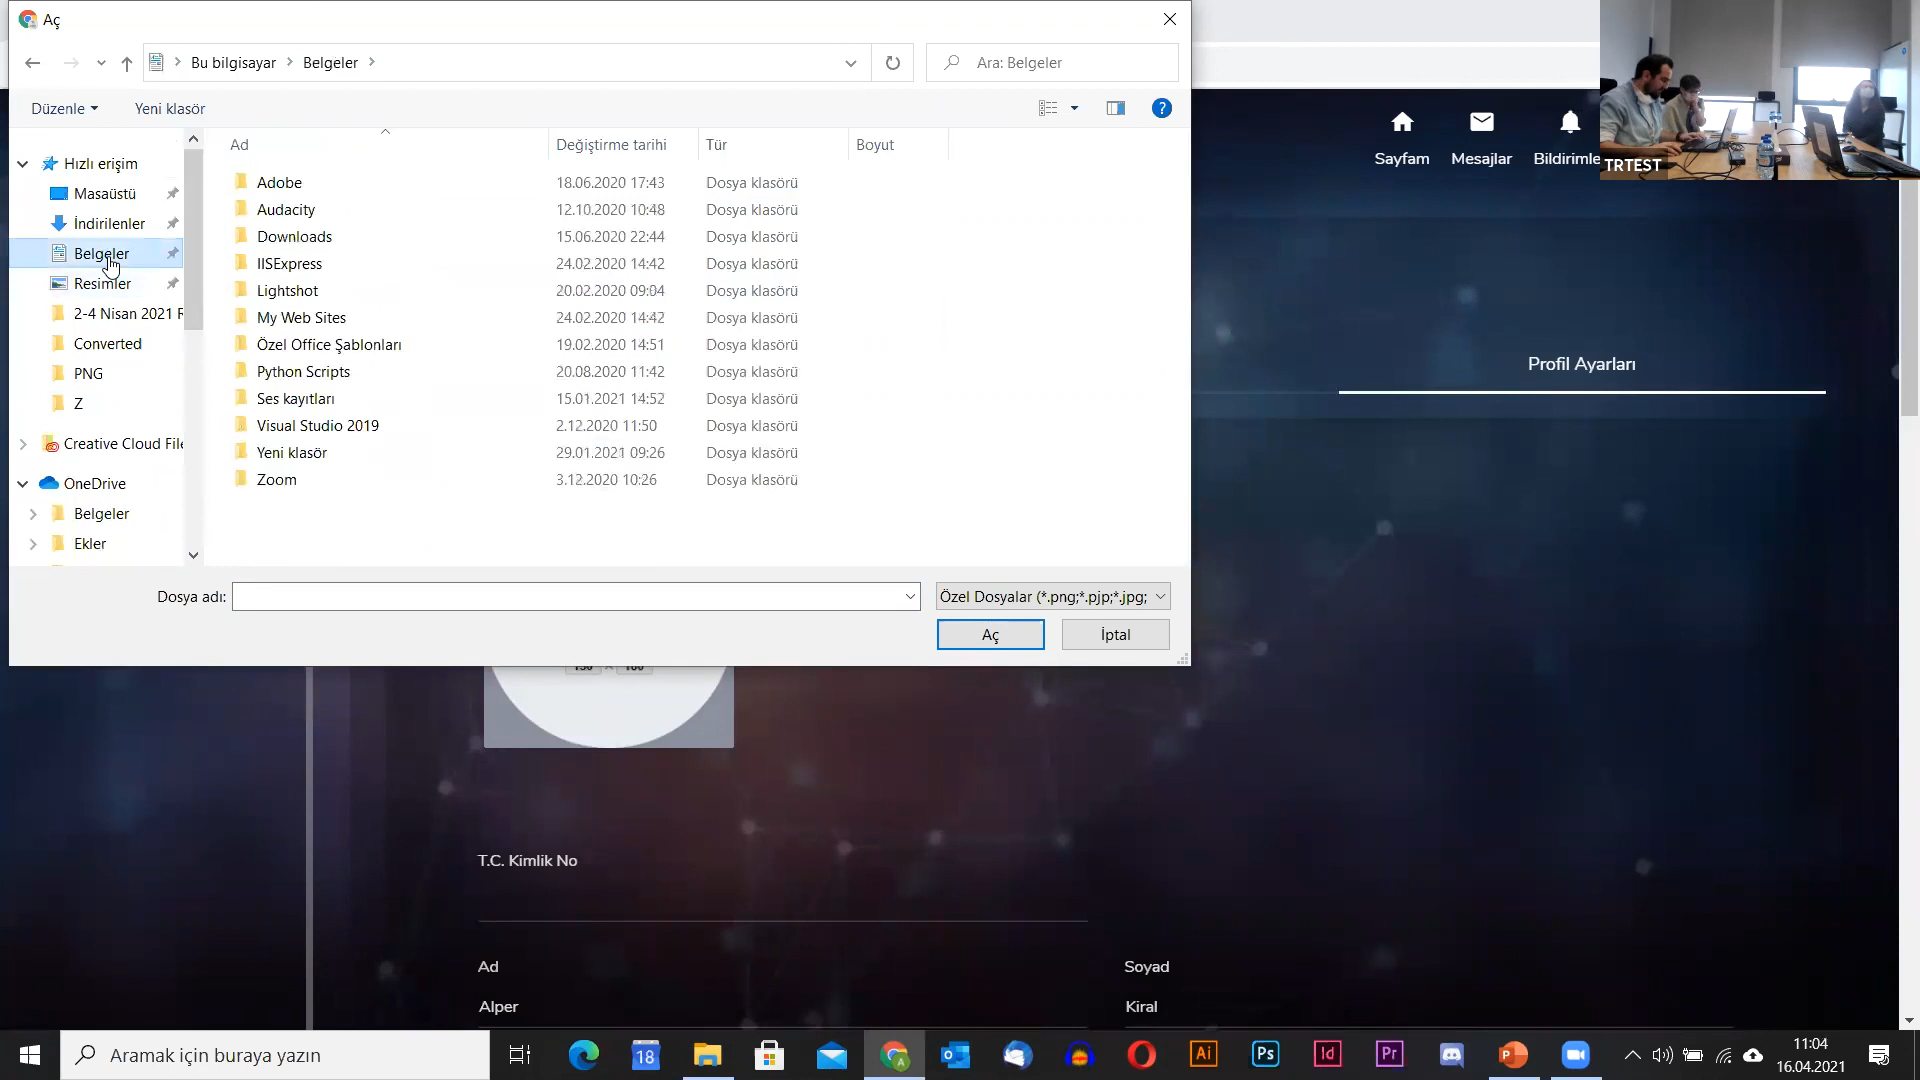 Aç
Bu bilgisayar
Belgeler
Ara: Belgeler
Düzenle
Yeni klasör
Ad
Değiştirme tarihi
Tür
Boyut
Hızlı erişim
Masaüstü
İndirilenler
Belgeler
Resimler
2-4 Nisan 2021 R
Converted
PNG
Z
Creative Cloud File
OneDrive
Belgeler
Ekler
Adobe 18.06.2020 17:43 Dosya klasörü
Audacity 12.10.2020 10:48 Dosya klasörü
Downloads 15.06.2020 22:44 Dosya klasörü
IISExpress 24.02.2020 14:42 Dosya klasörü
Lightshot 20.02.2020 09:04 Dosya klasörü
My Web Sites 24.02.2020 14:42 Dosya klasörü
Özel Office Şablonları 19.02.2020 14:51 Dosya klasörü
Python Scripts 20.08.2020 11:42 Dosya klasörü
Ses kayıtları 15.01.2021 14:52 Dosya klasörü
Visual Studio 2019 2.12.2020 11:50 Dosya klasörü
Yeni klasör 29.01.2021 09:26 Dosya klasörü
Zoom 3.12.2020 10:26 Dosya klasörü
Dosya adı:
Özel Dosyalar (*.png;*.pjp;*.jpg;
Aç
İptal
Sayfam
Mesajlar
Bildirimle
TRTEST
Profil Ayarları
T.C. Kimlik No
Ad
Soyad
Alper
Kiral
Aramak için buraya yazın
18
Ai
Ps
Id
Pr
11:04
16.04.2021